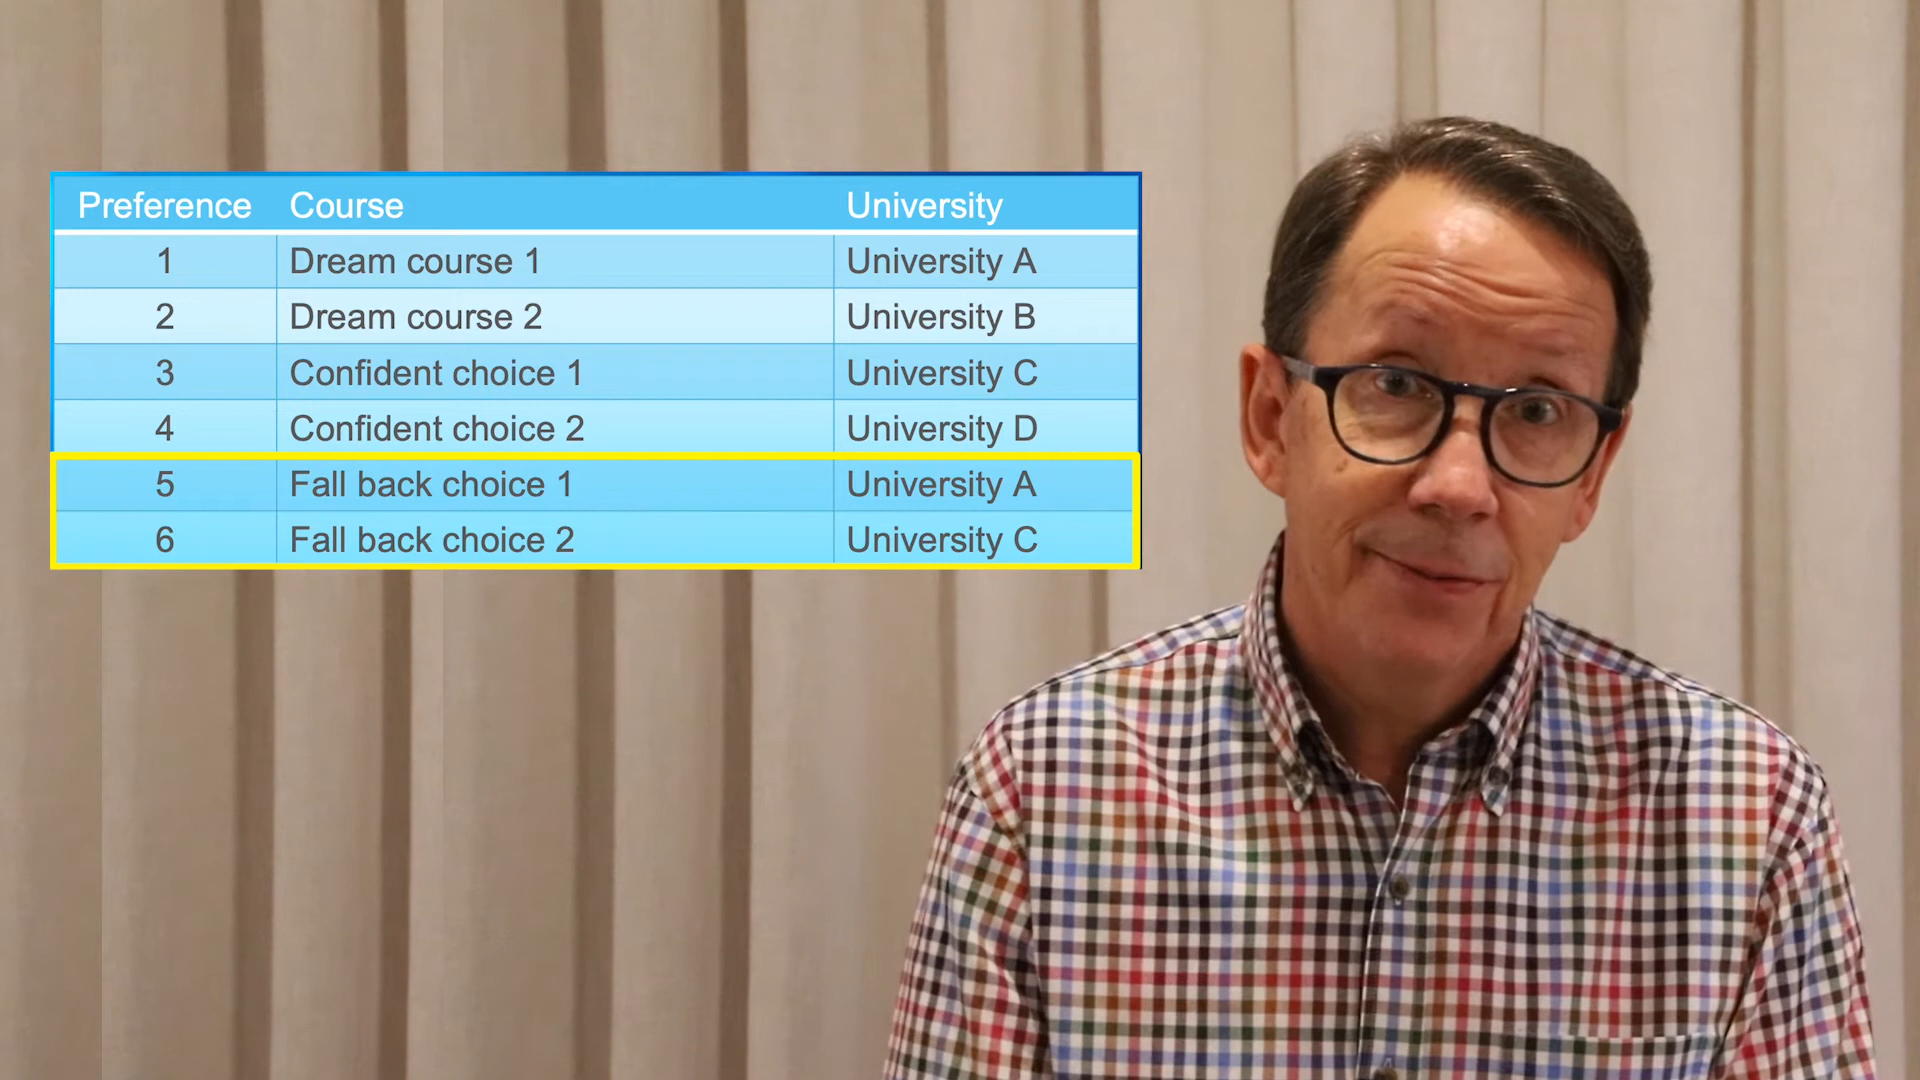 Preference Course University
1 Dream course 1 University A
2 Dream course 2 University B
3 Confident choice 1 University C
4 Confident choice 2 University D
5 Fall back choice 1 University A
6 Fall back choice 2 University C